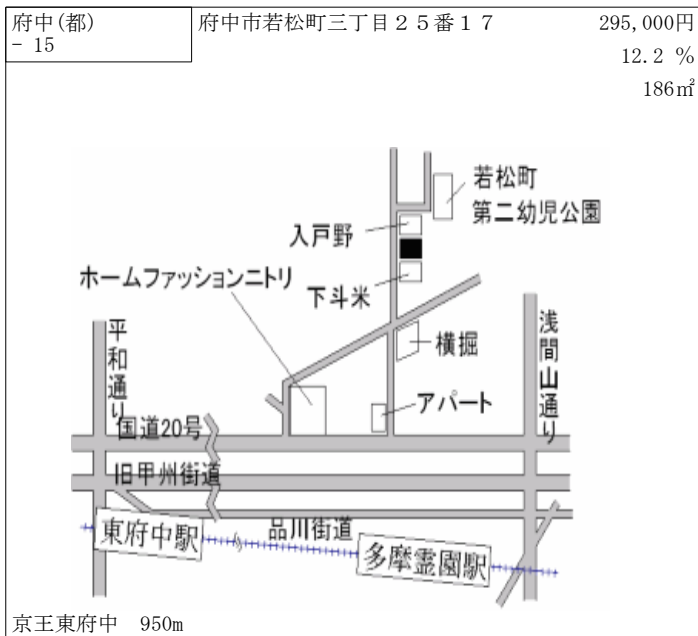 府中(都)
- 15
府中市若松町三丁目２５番１７
295,000円
12.2 %
186㎡
若松町
第二幼児公園
入戸野
ホームファッションニトリ
下斗米
平和通り
横掘
浅間山通り
アパート
国道20号
旧甲州街道
東府中駅
品川街道
多摩霊園駅
京王東府中　950m